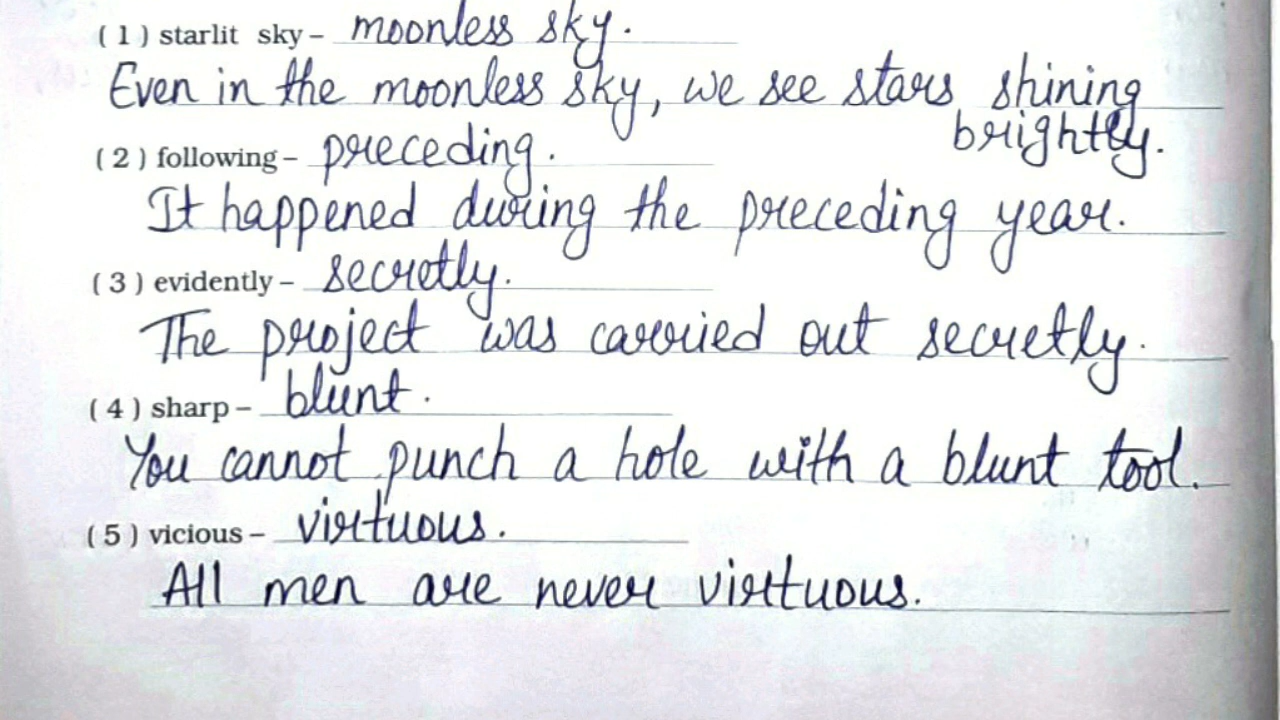 ( 1 ) starlit sky – moonless sky.
Even in the moonless sky, we see stars shining
brightly.
( 2 ) following – preceding.
It happened during the preceding year.
( 3 ) evidently – secretly.
The project was carried out secretly.
( 4 ) sharp – blunt.
You cannot punch a hole with a blunt tool.
( 5 ) vicious – virtuous.
All men are never virtuous.